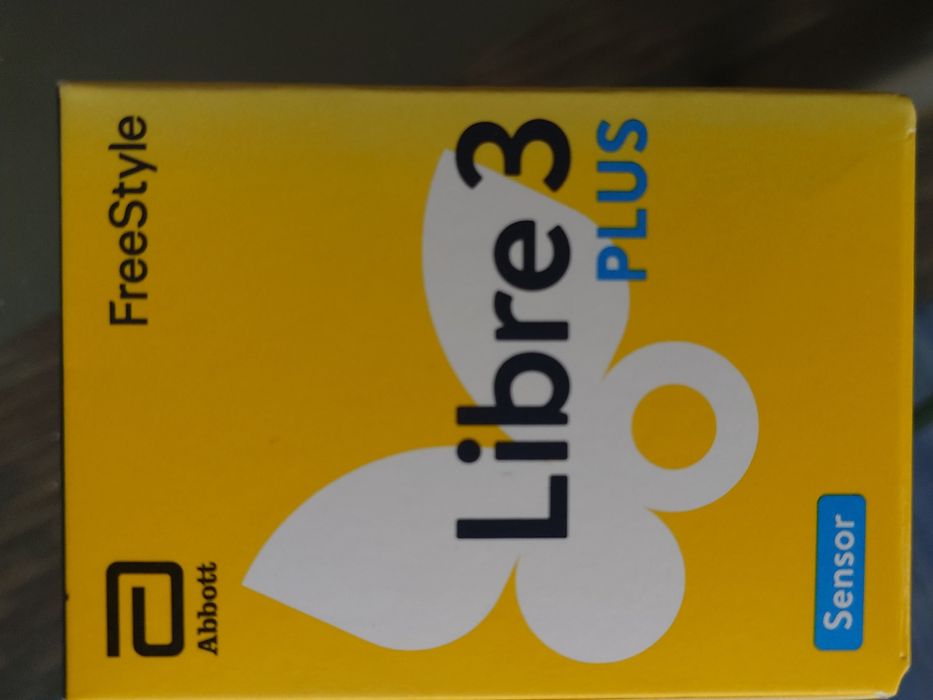 Abbott
FreeStyle
Libre 3
PLUS
Sensor